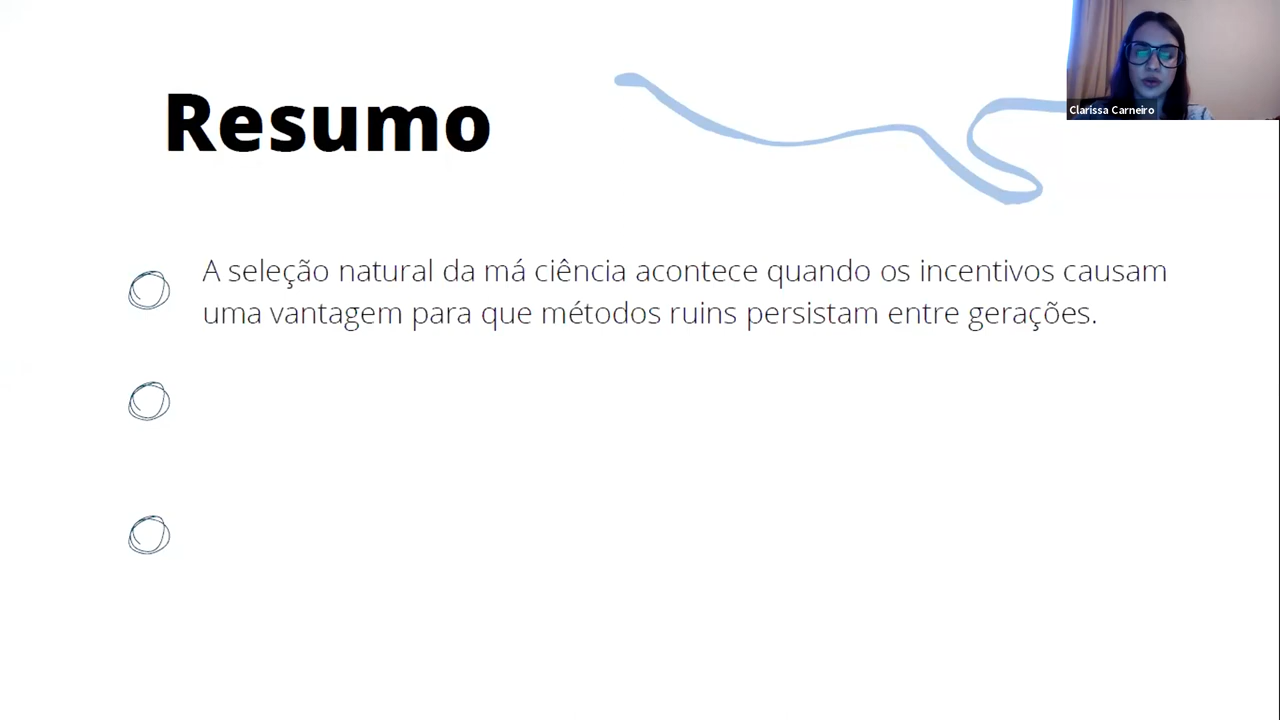 Resumo
Clarissa Carneiro
A seleção natural da má ciência acontece quando os incentivos causam
uma vantagem para que métodos ruins persistam entre gerações.